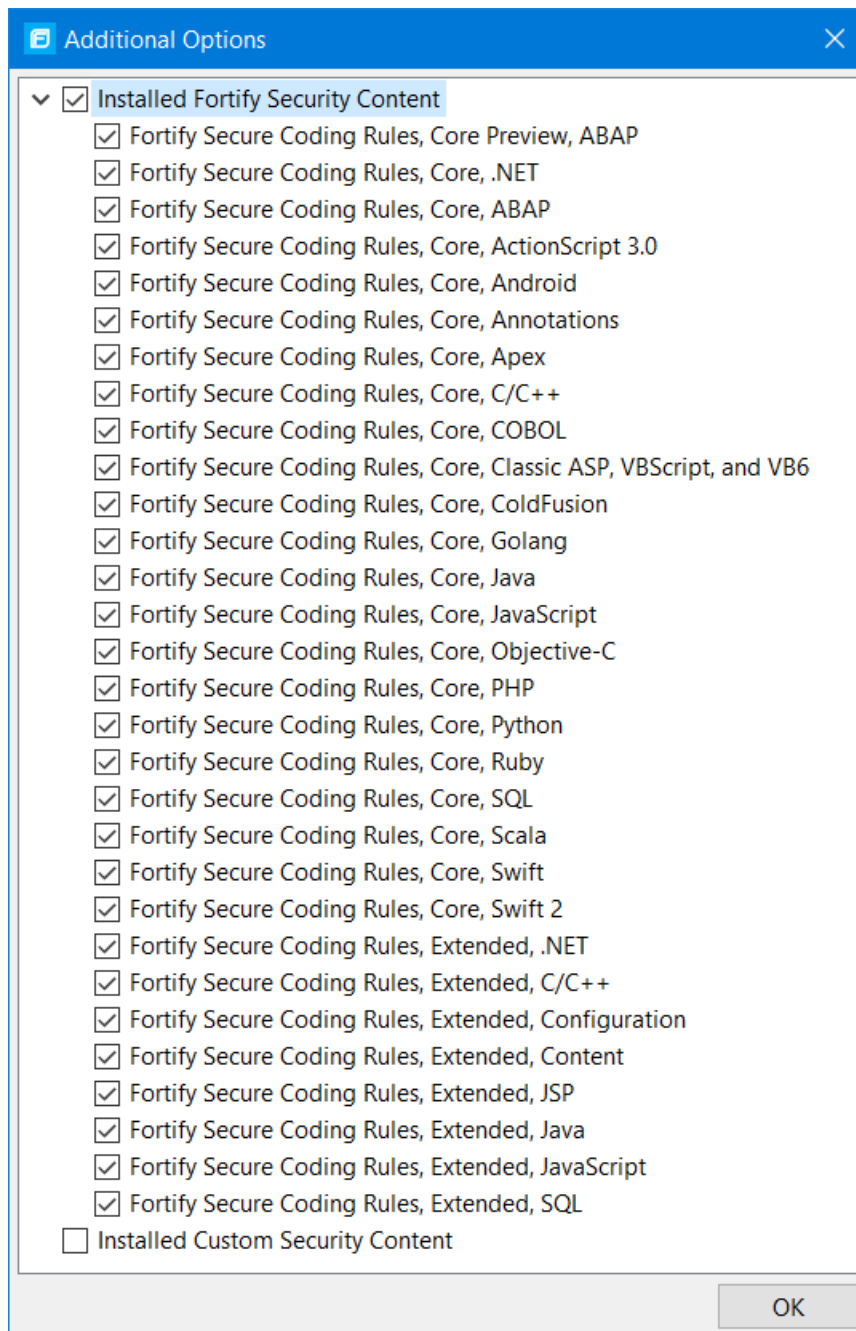 Additional Options
Installed Fortify Security Content
Fortify Secure Coding Rules, Core Preview, ABAP
Fortify Secure Coding Rules, Core, .NET
Fortify Secure Coding Rules, Core, ABAP
Fortify Secure Coding Rules, Core, ActionScript 3.0
Fortify Secure Coding Rules, Core, Android
Fortify Secure Coding Rules, Core, Annotations
Fortify Secure Coding Rules, Core, Apex
Fortify Secure Coding Rules, Core, C/C++
Fortify Secure Coding Rules, Core, COBOL
Fortify Secure Coding Rules, Core, Classic ASP, VBScript, and VB6
Fortify Secure Coding Rules, Core, ColdFusion
Fortify Secure Coding Rules, Core, Golang
Fortify Secure Coding Rules, Core, Java
Fortify Secure Coding Rules, Core, JavaScript
Fortify Secure Coding Rules, Core, Objective-C
Fortify Secure Coding Rules, Core, PHP
Fortify Secure Coding Rules, Core, Python
Fortify Secure Coding Rules, Core, Ruby
Fortify Secure Coding Rules, Core, SQL
Fortify Secure Coding Rules, Core, Scala
Fortify Secure Coding Rules, Core, Swift
Fortify Secure Coding Rules, Core, Swift 2
Fortify Secure Coding Rules, Extended, .NET
Fortify Secure Coding Rules, Extended, C/C++
Fortify Secure Coding Rules, Extended, Configuration
Fortify Secure Coding Rules, Extended, Content
Fortify Secure Coding Rules, Extended, JSP
Fortify Secure Coding Rules, Extended, Java
Fortify Secure Coding Rules, Extended, JavaScript
Fortify Secure Coding Rules, Extended, SQL
Installed Custom Security Content
OK